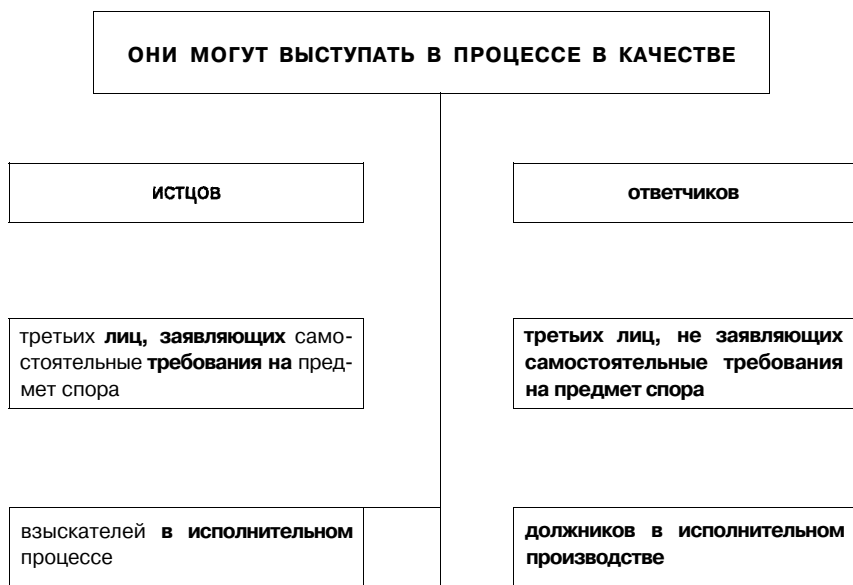 ОНИ МОГУТ ВЫСТУПАТЬ В ПРОЦЕССЕ В КАЧЕСТВЕ
ИСТЦОВ
ответчиков
третьих лиц, заявляющих само-
стоятельные требования на пред-
мет спора
третьих лиц, не заявляющих
самостоятельные требования
на предмет спора
взыскателей в исполнительном
процессе
должников в исполнительном
производстве